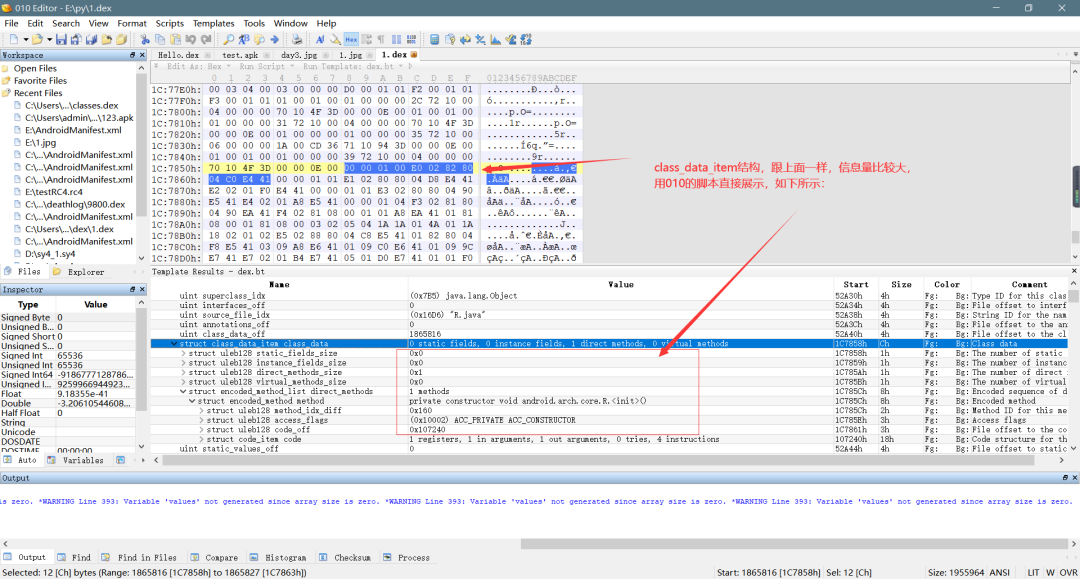 010 Editor - E:\py\1.dex
File Edit Search View Format Scripts Templates Tools Window Help
Workspace
Hello.dex test.apk day3.jpg 1.jpg 1.dex
Open Files
Favorite Files
Recent Files
C:\Users\...\classes.dex
C:\Users\admin\...\123.apk
E:\AndroidManifest.xml
E:\1.jpg
C:\...\AndroidManifest.xml
C:\...\AndroidManifest.xml
C:\...\AndroidManifest.xml
E:\testRC4.rc4
C:\...\deathlog\9800.dex
C:\...\AndroidManifest.xml
C:\Users\...\dex\1.dex
C:\...\AndroidManifest.xml
D:\sy4_1.sy4
Files Explorer
Edit As: Hex Run Script Run Template: dex.bt
0 1 2 3 4 5 6 7 8 9 A B C D E F 0123456789ABCDEF
1C:77E0h: 00 03 04 00 03 00 00 00 D0 00 01 01 F2 00 01 01
1C:77F0h: F3 00 01 01 01 00 01 00 01 00 00 00 2C 72 10 00
1C:7800h: 04 00 00 00 70 10 4F 3D 00 00 0E 00 01 00 01 00
1C:7810h: 01 00 00 00 31 72 10 00 04 00 00 00 70 10 4F 3D
1C:7820h: 00 00 0E 00 01 00 01 00 00 00 00 00 35 72 10 00
1C:7830h: 06 00 00 00 1A 00 CD 36 71 10 94 3D 00 00 0E 00
1C:7840h: 01 00 01 00 01 00 00 00 39 72 10 00 04 00 00 00
1C:7850h: 70 10 4F 3D 00 00 0E 00 00 00 01 00 E0 02 82 80
1C:7860h: 04 C0 E4 41 00 00 01 01 E1 02 80 80 04 D8 E4 41
1C:7870h: E2 02 01 01 F0 E4 41 00 00 01 01 E3 02 80 80 04 90
1C:7880h: E5 41 E4 02 01 A8 E5 41 00 00 01 04 F3 02 81 80
1C:7890h: 04 90 EA 41 F4 02 81 08 00 01 01 A8 EA 41 01 81
1C:78A0h: 08 00 01 81 08 00 03 02 05 04 1A 1A 01 4A 01 1A
1C:78B0h: 18 02 01 02 E5 02 88 80 04 C8 E5 41 01 82 80 04
1C:78C0h: F8 E5 41 03 09 A8 E6 41 01 09 C0 E6 41 01 09 9C
1C:78D0h: E7 41 E7 02 01 B4 E7 41 05 01 D0 E7 41 01 01 F0
class_data_item结构，跟上面一样，信息量比较大，
用010的脚本直接展示，如下所示：
Inspector
Type Value
Signed Byte 0
Unsigned B... 0
Signed Short 0
Unsigned S... 0
Signed Int 65536
Unsigned Int 65536
Signed Int64 -9186777128786...
Unsigned I... 9259966944923...
Float 9.18355e-41
Double -3.20610544608...
Half Float 0
String
Unicode
DOSDATE
DOSTIME 00:00:00
Auto Variables
Template Results - dex.bt
Name Value Start Size Color Comment
uint superclass_idx (0x7B5) java.lang.Object 52A30h 4h Fg: Bg: Type ID for this clas
uint interfaces_off 0 52A34h 4h Fg: Bg: File offset to interf
uint source_file_idx (0x16D6) "R.java" 52A38h 4h Fg: Bg: String ID for the nam
uint annotations_off 0 52A3Ch 4h Fg: Bg: File offset to the an
uint class_data_off 1865816 52A40h 4h Fg: Bg: File offset to the cl
struct class_data_item class_data 0 static fields, 0 instance fields, 1 direct methods, 0 virtual methods 1C7858h Ch Fg: Bg: Class data
struct uleb128 static_fields_size 0x0 1C7858h 1h Fg: Bg: The number of static
struct uleb128 instance_fields_size 0x0 1C7859h 1h Fg: Bg: The number of instanc
struct uleb128 direct_methods_size 0x1 1C785Ah 1h Fg: Bg: The number of direct
struct uleb128 virtual_methods_size 0x0 1C785Bh 1h Fg: Bg: The number of virtual
struct encoded_method_list direct_methods 1 methods 1C785Ch 8h Fg: Bg: Encoded sequence of d
struct encoded_method method private constructor void android.arch.core.R.<init>() 1C785Ch 8h Fg: Bg: Encoded method
struct uleb128 method_idx_diff 0x160 1C785Ch 2h Fg: Bg: Method ID for this me
struct uleb128 access_flags (0x10002) ACC_PRIVATE ACC_CONSTRUCTOR 1C785Eh 3h Fg: Bg: Access flags
struct uleb128 code_off 0x107240 1C7861h 3h Fg: Bg: File offset to the co
struct code_item code 1 registers, 1 in arguments, 1 out arguments, 0 tries, 4 instructions 107240h 18h Fg: Bg: Code structure for th
uint static_values_off 0 52A44h 4h Fg: Bg: File offset to static
Output
is zero. *WARNING Line 393: Variable 'values' not generated since array size is zero. *WARNING Line 393: Variable 'values' not generated since array size is zero. *WARNING Line 393: Variable 'values' not generated since array size is zero.
Output Find Find in Files Compare Histogram Checksum Process
Selected: 12 [Ch] bytes (Range: 1865816 [1C7858h] to 1865827 [1C7863h]) Start: 1865816 [1C7858h] Sel: 12 [Ch] Size: 1955964 ANSI LIT W OVR